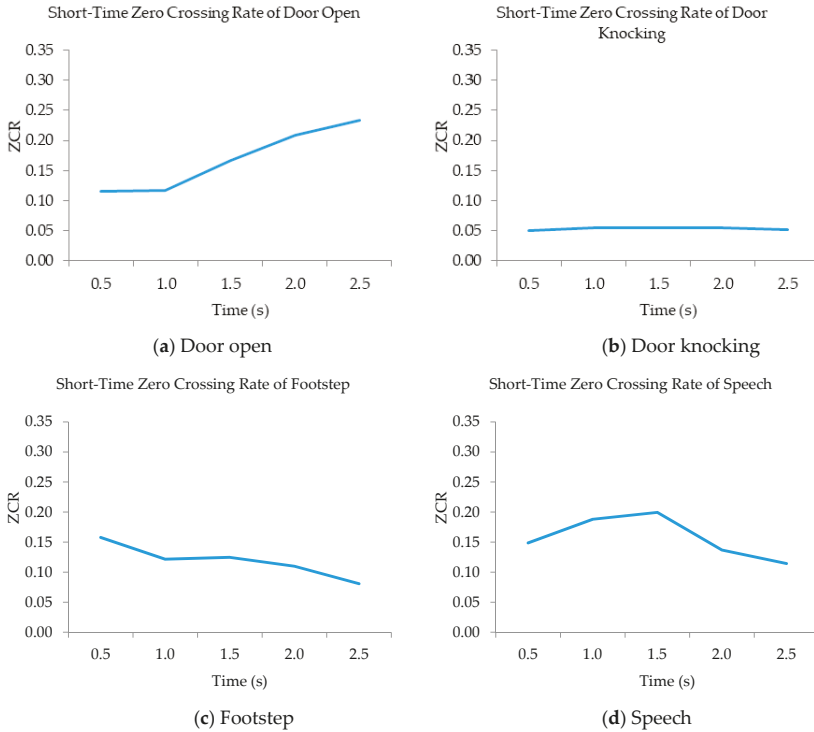 Short-Time Zero Crossing Rate of Door Open
0.35
0.30
0.25
0.20
0.15
0.10
0.05
0.00
ZCR
0.5 1.0 1.5 2.0 2.5
Time (s)
(a) Door open
Short-Time Zero Crossing Rate of Door
Knocking
0.35
0.30
0.25
0.20
0.15
0.10
0.05
0.00
ZCR
0.5 1.0 1.5 2.0 2.5
Time (s)
(b) Door knocking
Short-Time Zero Crossing Rate of Footstep
0.35
0.30
0.25
0.20
0.15
0.10
0.05
0.00
ZCR
0.5 1.0 1.5 2.0 2.5
Time (s)
(c) Footstep
Short-Time Zero Crossing Rate of Speech
0.35
0.30
0.25
0.20
0.15
0.10
0.05
0.00
ZCR
0.5 1.0 1.5 2.0 2.5
Time (s)
(d) Speech